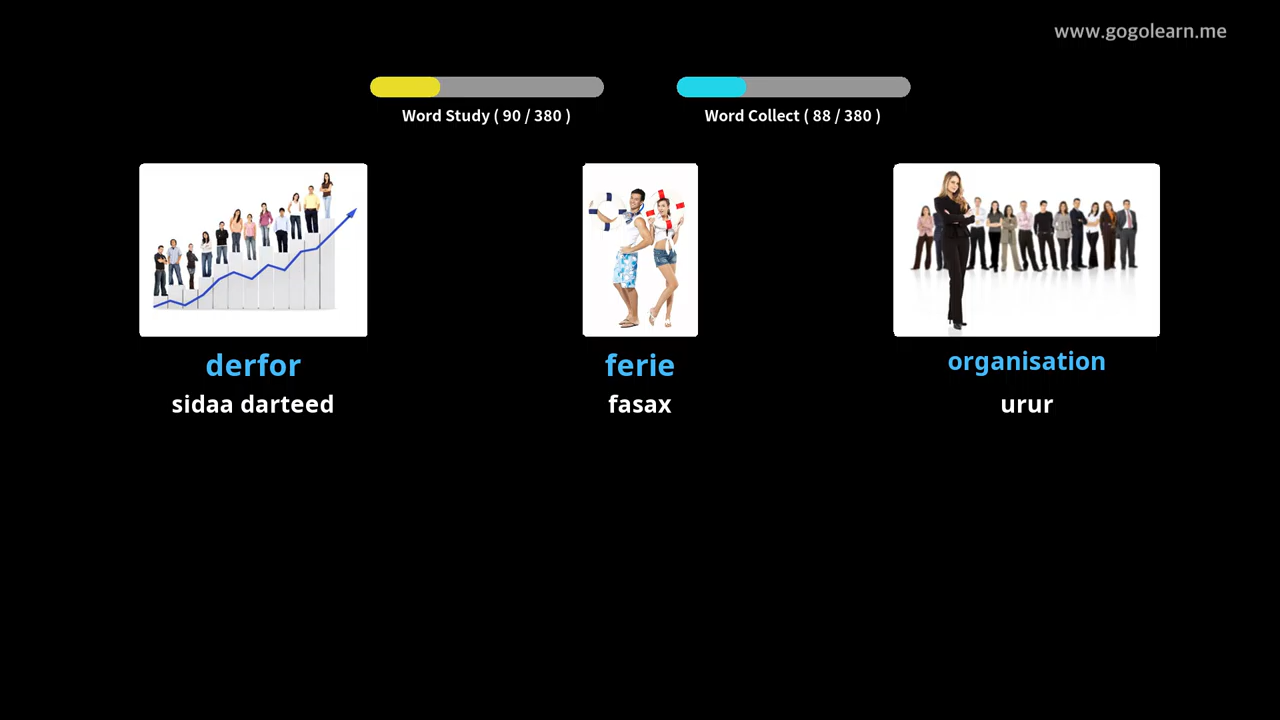 www.gogolearn.me
Word Study ( 90 / 380 )
Word Collect ( 88 / 380 )
derfor
ferie
organisation
sidaa darteed
fasax
urur